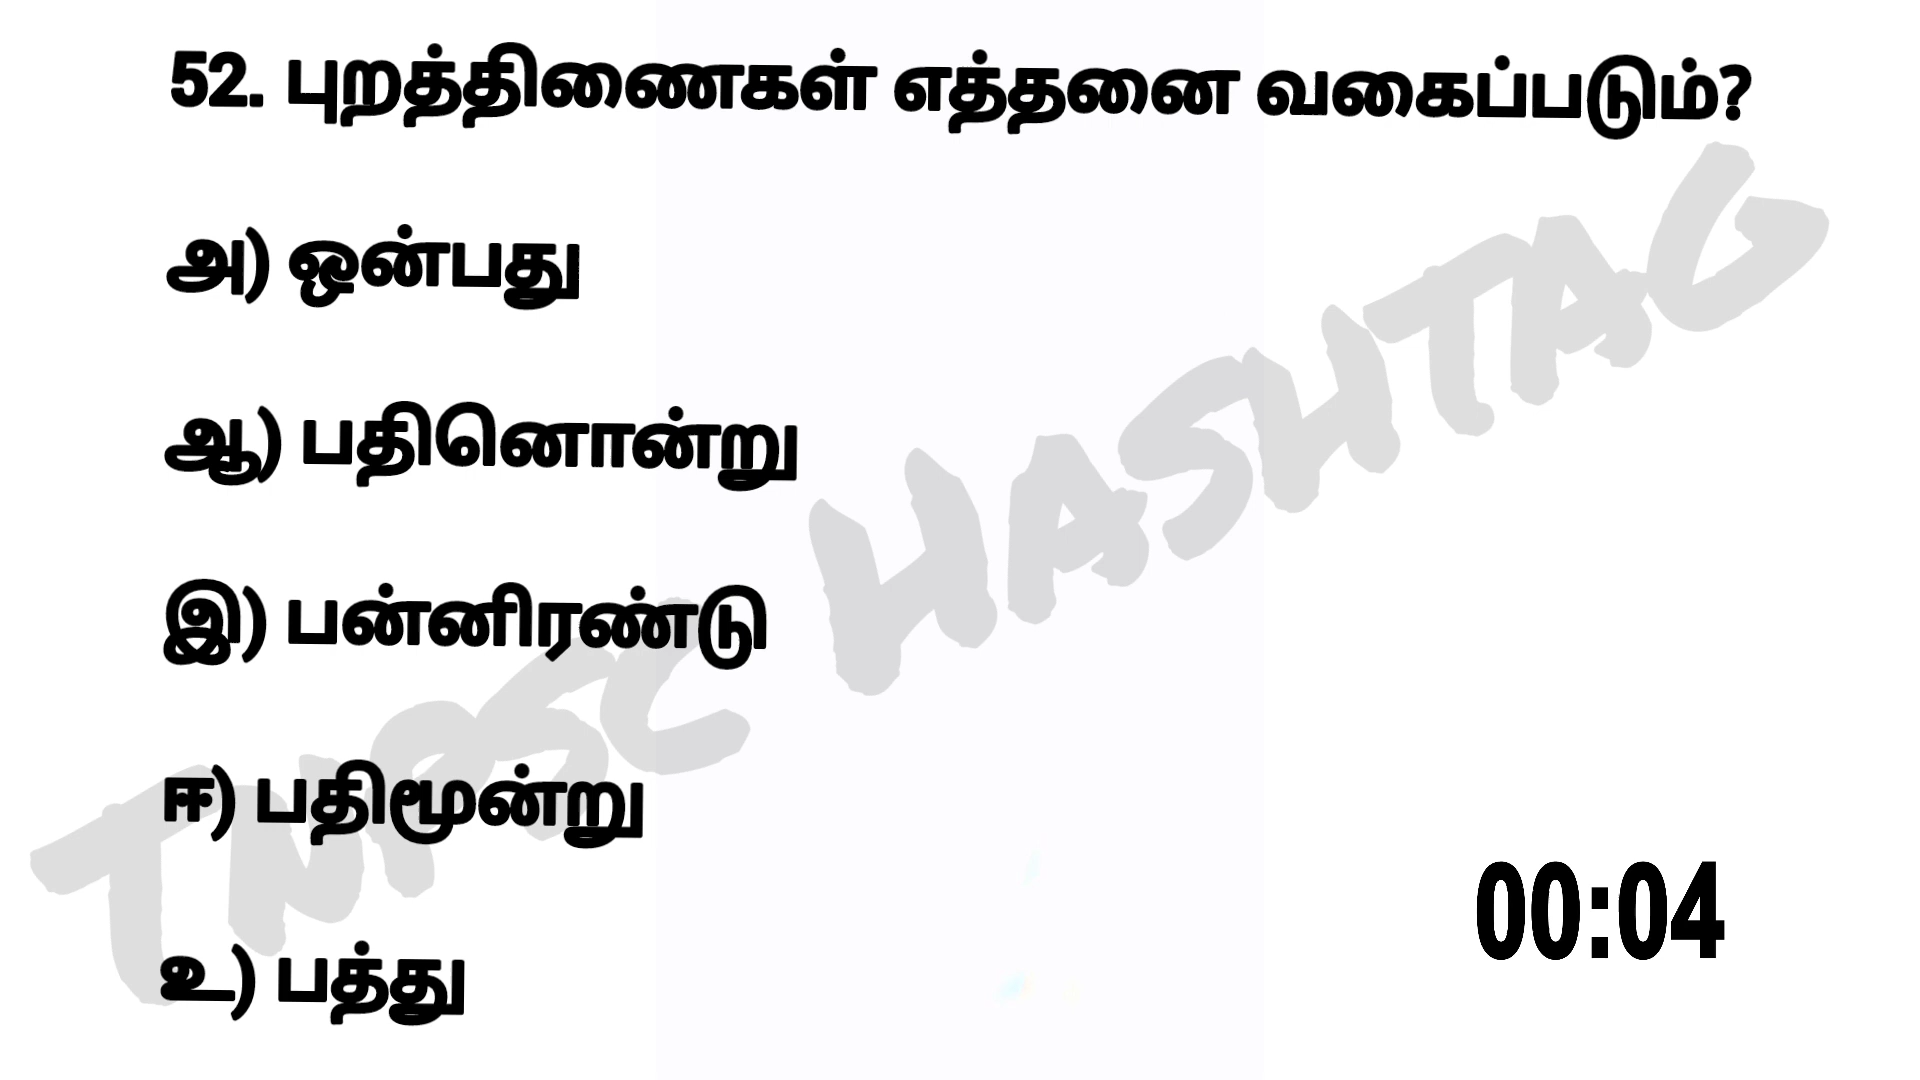 52. புறத்திணைகள் எத்தனை வகைப்படும்?
அ) ஒன்பது
ஆ) பதினொன்று
இ) பன்னிரண்டு
ஈ) பதிமூன்று
உ) பத்து
00:04
TNPSC HASHTAG